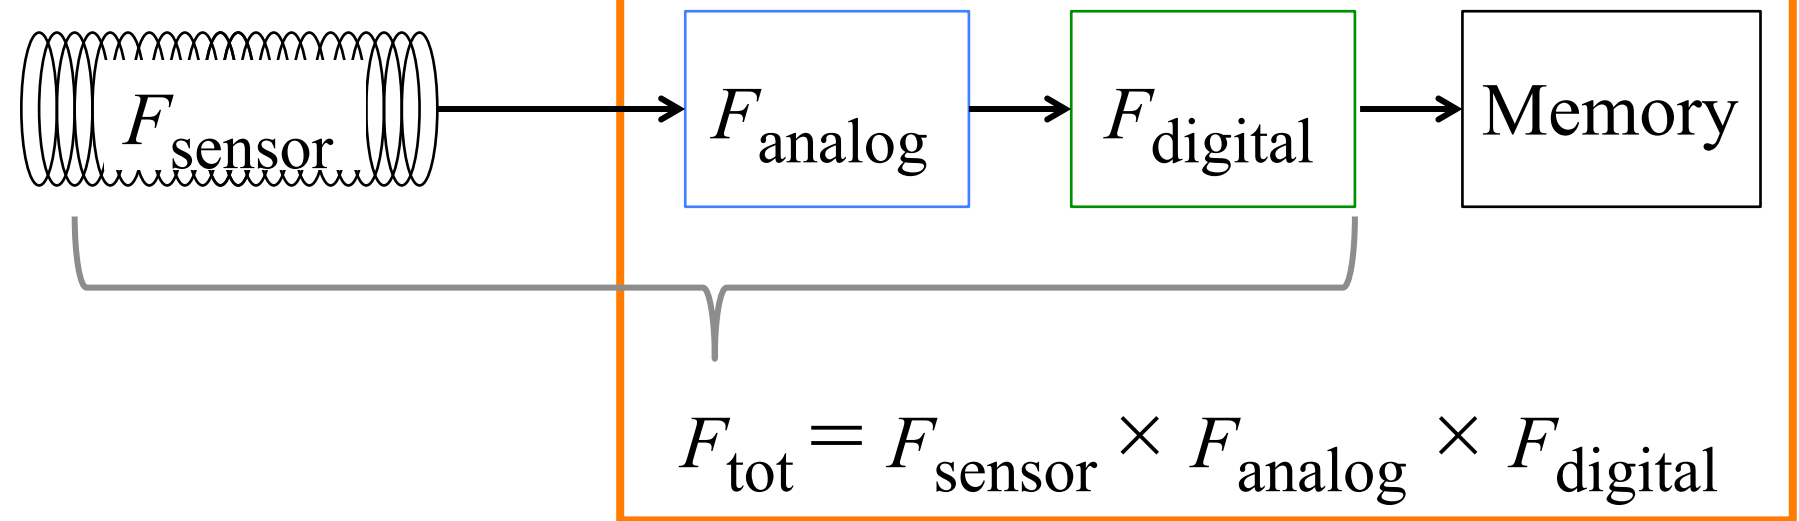 F_sensor F_analog F_digital Memory
F_tot = F_sensor × F_analog × F_digital